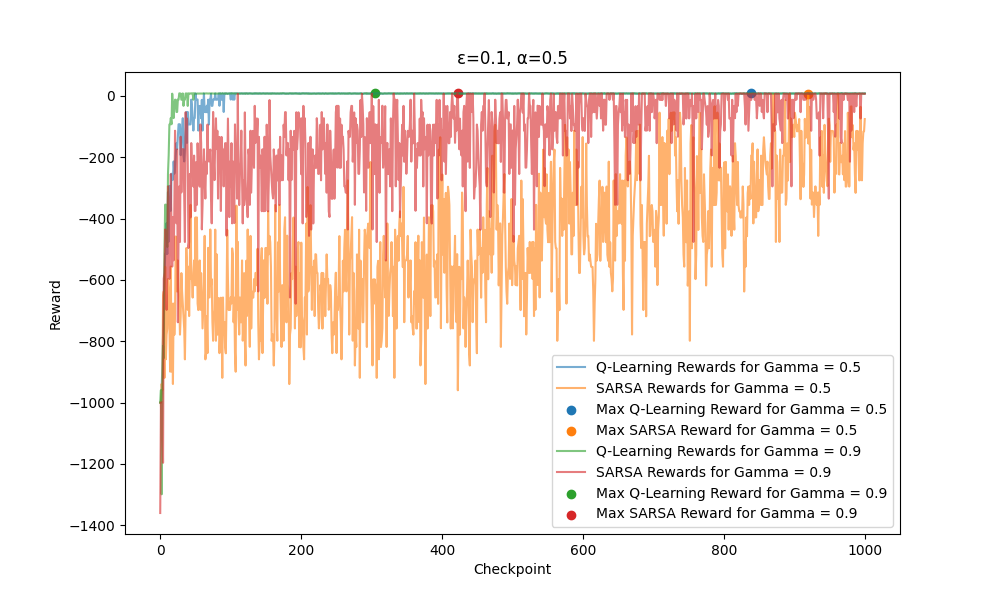 ε=0.1, α=0.5
Reward
0
−200
−400
−600
−800
−1000
−1200
−1400
Q-Learning Rewards for Gamma = 0.5
SARSA Rewards for Gamma = 0.5
Max Q-Learning Reward for Gamma = 0.5
Max SARSA Reward for Gamma = 0.5
Q-Learning Rewards for Gamma = 0.9
SARSA Rewards for Gamma = 0.9
Max Q-Learning Reward for Gamma = 0.9
Max SARSA Reward for Gamma = 0.9
0 200 400 600 800 1000
Checkpoint